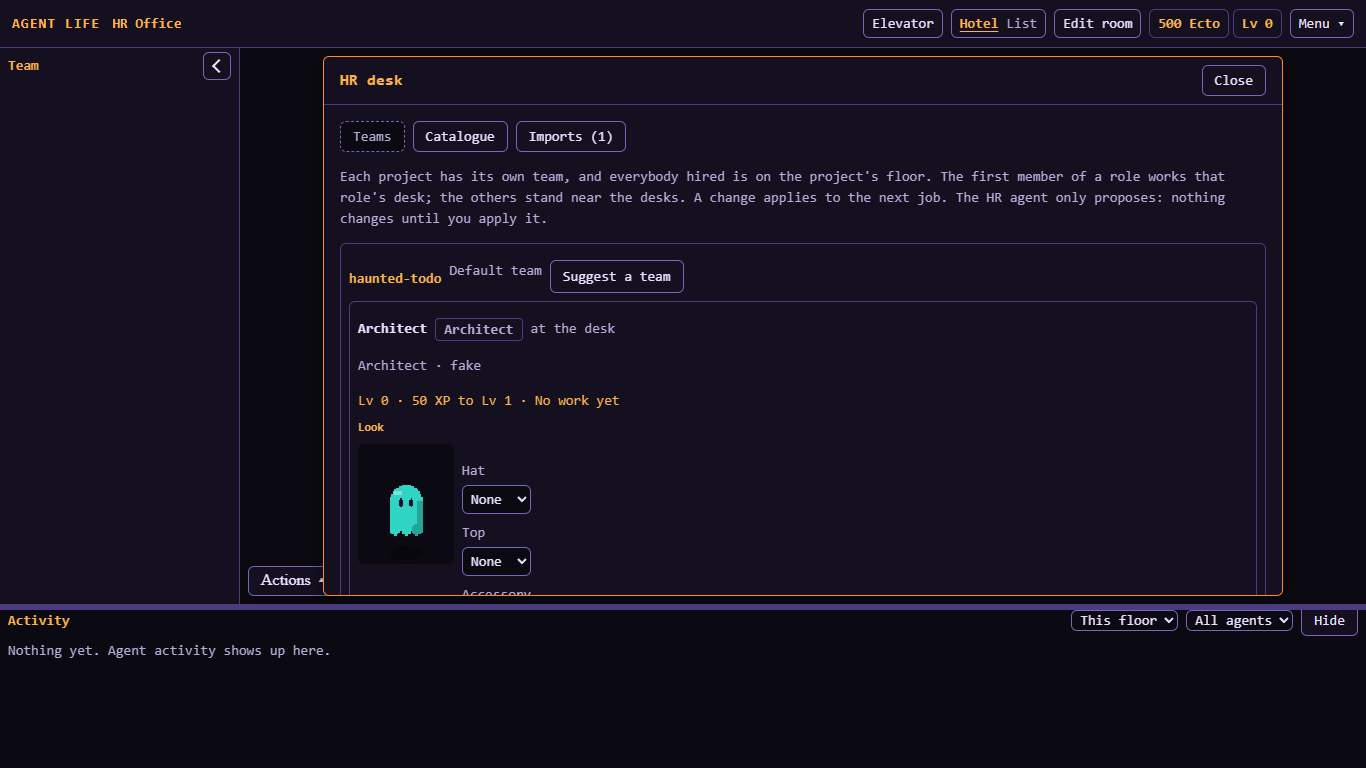 AGENT LIFE HR Office
Elevator
Hotel List
Edit room
500 Ecto
Lv 0
Menu ▾
Team
HR desk
Close
Teams
Catalogue
Imports (1)
Each project has its own team, and everybody hired is on the project's floor. The first member of a role works that
role's desk; the others stand near the desks. A change applies to the next job. The HR agent only proposes: nothing
changes until you apply it.
haunted-todo Default team Suggest a team
Architect Architect at the desk
Architect · fake
Lv 0 · 50 XP to Lv 1 · No work yet
Look
Hat
None
Top
None
Accessory
Actions
Activity
This floor
All agents
Hide
Nothing yet. Agent activity shows up here.